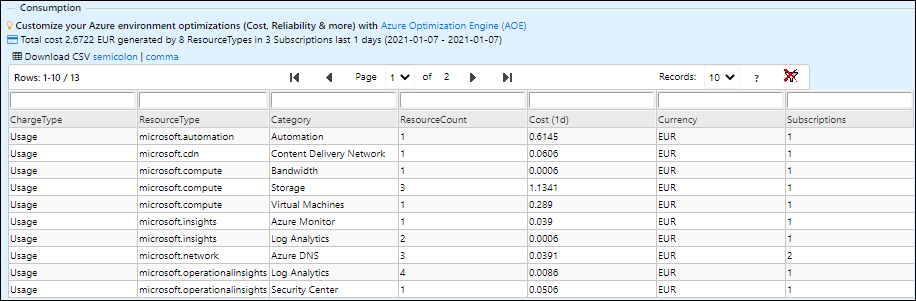 Consumption
Customize your Azure environment optimizations (Cost, Reliability & more) with Azure Optimization Engine (AOE)
Total cost 2.6722 EUR generated by 8 ResourceTypes in 3 Subscriptions last 1 days (2021-01-07 - 2021-01-07)
Download CSV semicolon | comma
Rows: 1-10 / 13 Page 1 of 2 Records: 10 ?
ChargeType ResourceType Category ResourceCount Cost (1d) Currency Subscriptions
Usage microsoft.automation Automation 1 0.6145 EUR 1
Usage microsoft.cdn Content Delivery Network 1 0.0606 EUR 1
Usage microsoft.compute Bandwidth 1 0.0006 EUR 1
Usage microsoft.compute Storage 3 1.1341 EUR 1
Usage microsoft.compute Virtual Machines 1 0.289 EUR 1
Usage microsoft.insights Azure Monitor 1 0.039 EUR 1
Usage microsoft.insights Log Analytics 2 0.0006 EUR 1
Usage microsoft.network Azure DNS 3 0.0391 EUR 2
Usage microsoft.operationalinsights Log Analytics 4 0.0086 EUR 1
Usage microsoft.operationalinsights Security Center 1 0.0506 EUR 1